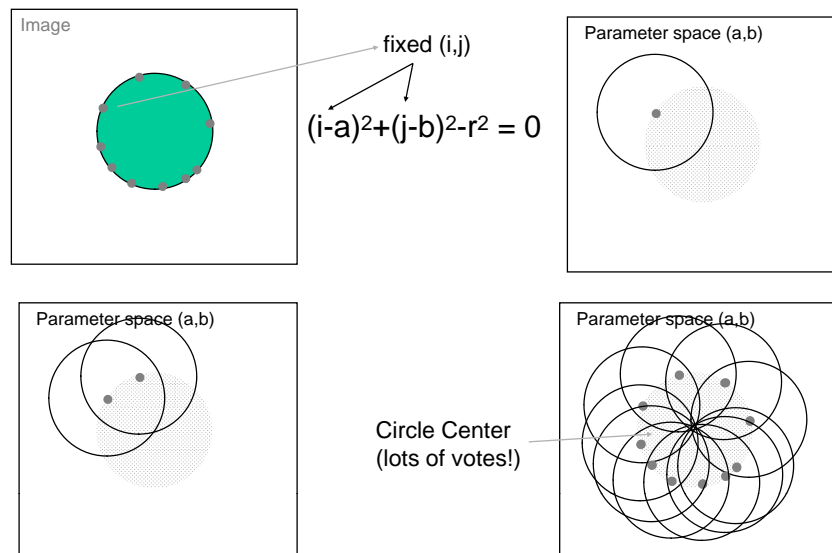 Image
fixed (i,j)
(i-a)²+(j-b)²-r² = 0
Parameter space (a,b)
Parameter space (a,b)
Parameter space (a,b)
Circle Center
(lots of votes!)